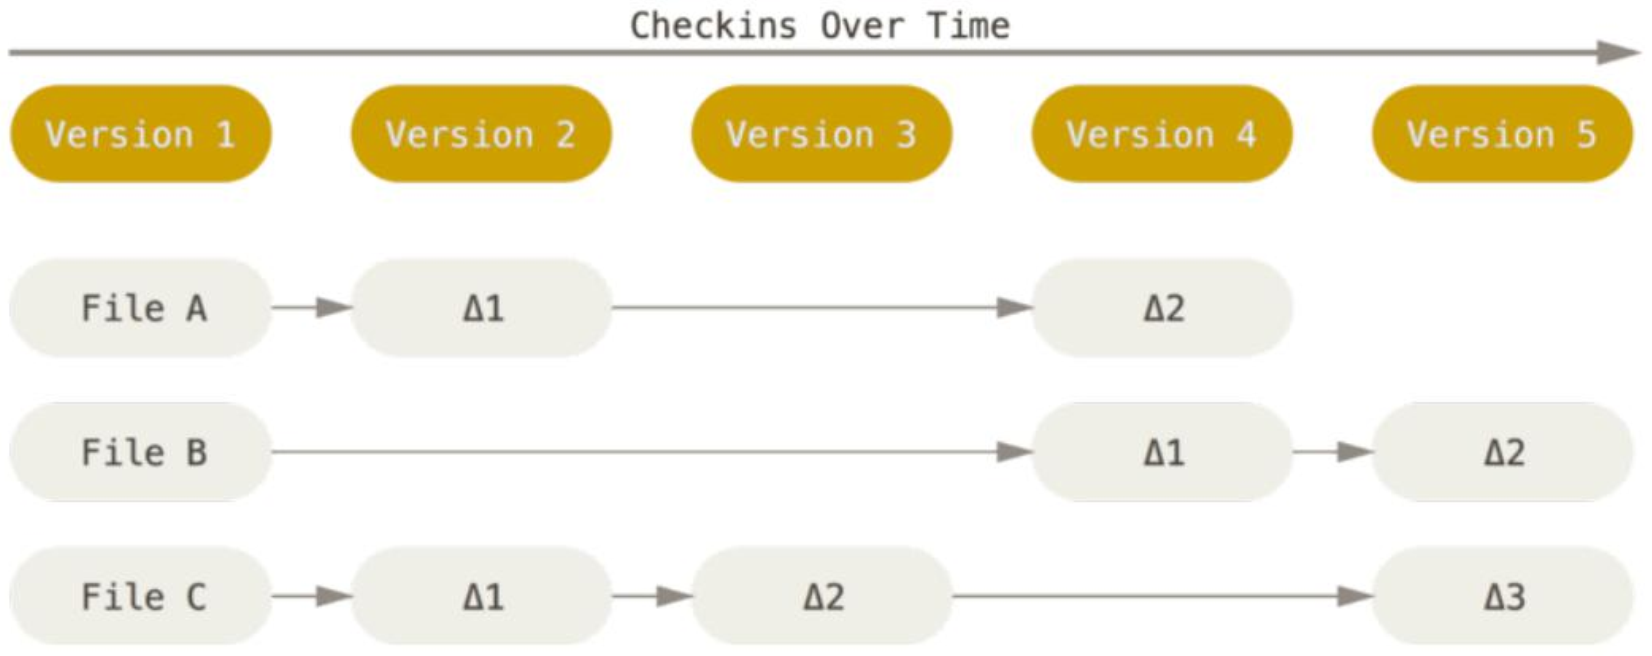 Checkins Over Time
Version 1 Version 2 Version 3 Version 4 Version 5
File A Δ1 Δ2
File B Δ1 Δ2
File C Δ1 Δ2 Δ3